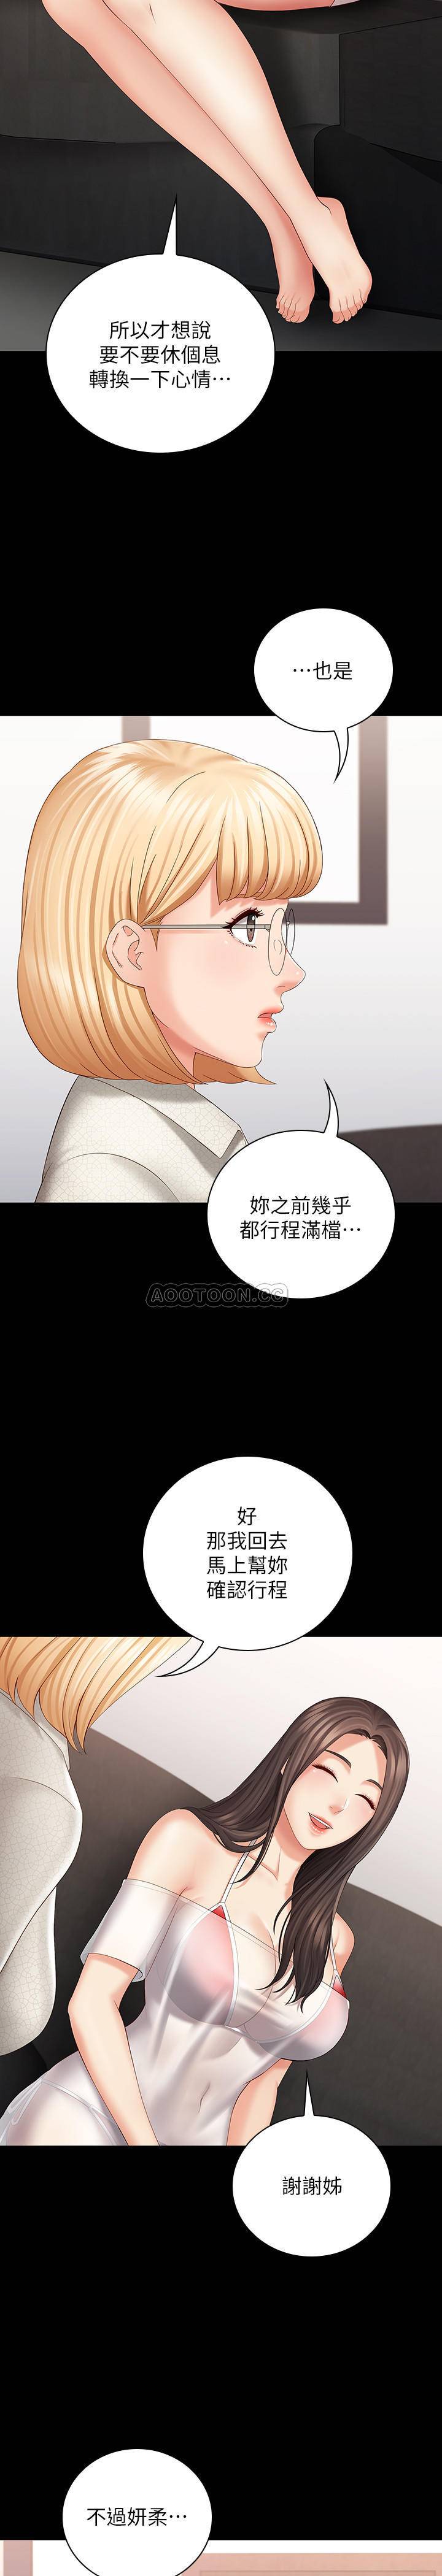 所以才想說
要不要休個息
轉換一下心情…
…也是
妳之前幾乎
都行程滿檔…
AOOTOON.CC
好
那我回去
馬上幫妳
確認行程
謝謝姊
不過妍柔…